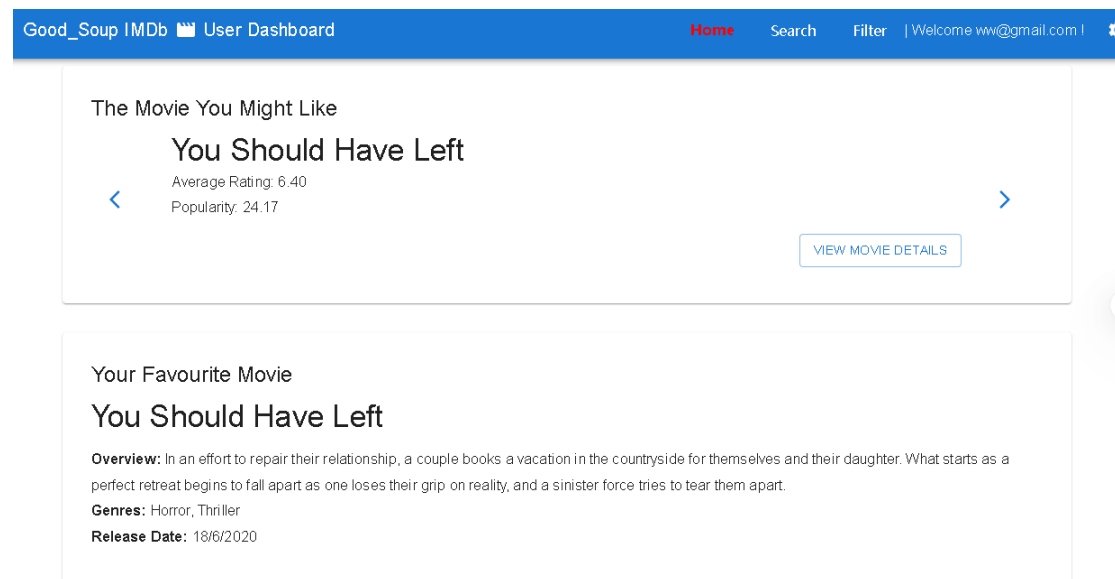 Good_Soup IMDb 🎬 User Dashboard Home Search Filter | Welcome ww@gmail.com !
The Movie You Might Like
You Should Have Left
Average Rating: 6.40
Popularity: 24.17
VIEW MOVIE DETAILS
Your Favourite Movie
You Should Have Left
Overview: In an effort to repair their relationship, a couple books a vacation in the countryside for themselves and their daughter. What starts as a
perfect retreat begins to fall apart as one loses their grip on reality, and a sinister force tries to tear them apart.
Genres: Horror, Thriller
Release Date: 18/6/2020